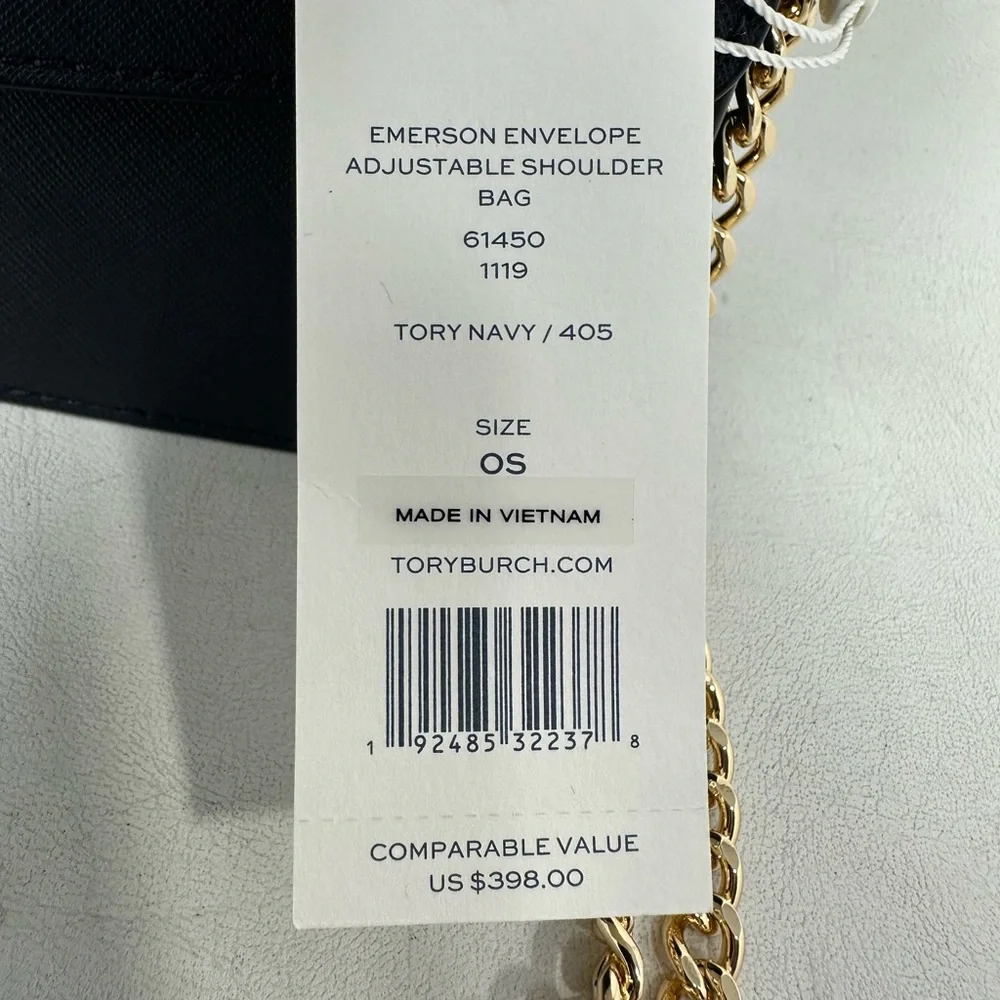 EMERSON ENVELOPE
ADJUSTABLE SHOULDER
BAG
61450
1119
TORY NAVY / 405
SIZE
OS
MADE IN VIETNAM
TORYBURCH.COM
1 92485 32237 8
COMPARABLE VALUE
US $398.00